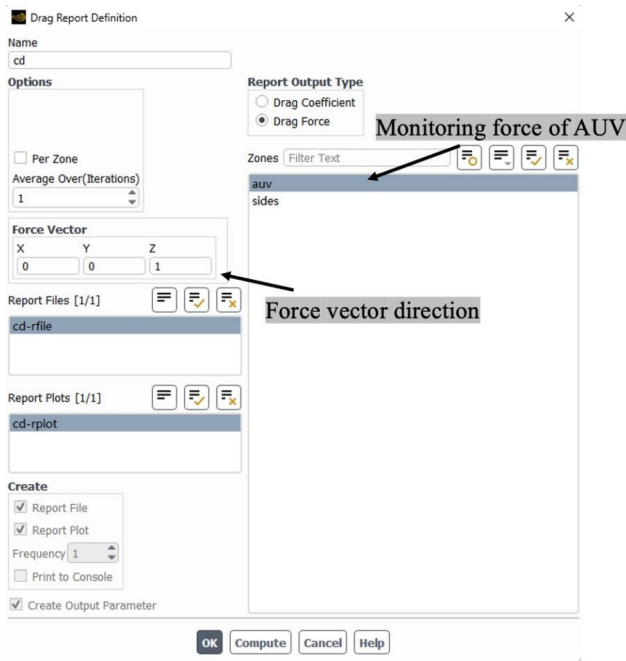 Drag Report Definition
Name
cd
Options
Per Zone
Average Over(Iterations)
1
Force Vector
X Y Z
0 0 1
Report Files [1/1]
cd-rfile
Report Plots [1/1]
cd-rplot
Create
Report File
Report Plot
Frequency 1
Print to Console
Create Output Parameter
Report Output Type
Drag Coefficient
Drag Force
Monitoring force of AUV
Zones Filter Text
auv
sides
Force vector direction
OK Compute Cancel Help